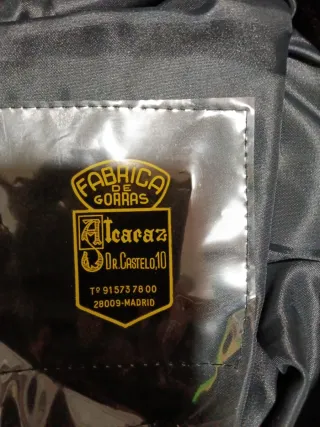 FABRICA
DE
GORRAS
Alcaraz
DR. CASTELO, 10
Tº 91 573 78 00
28009-MADRID